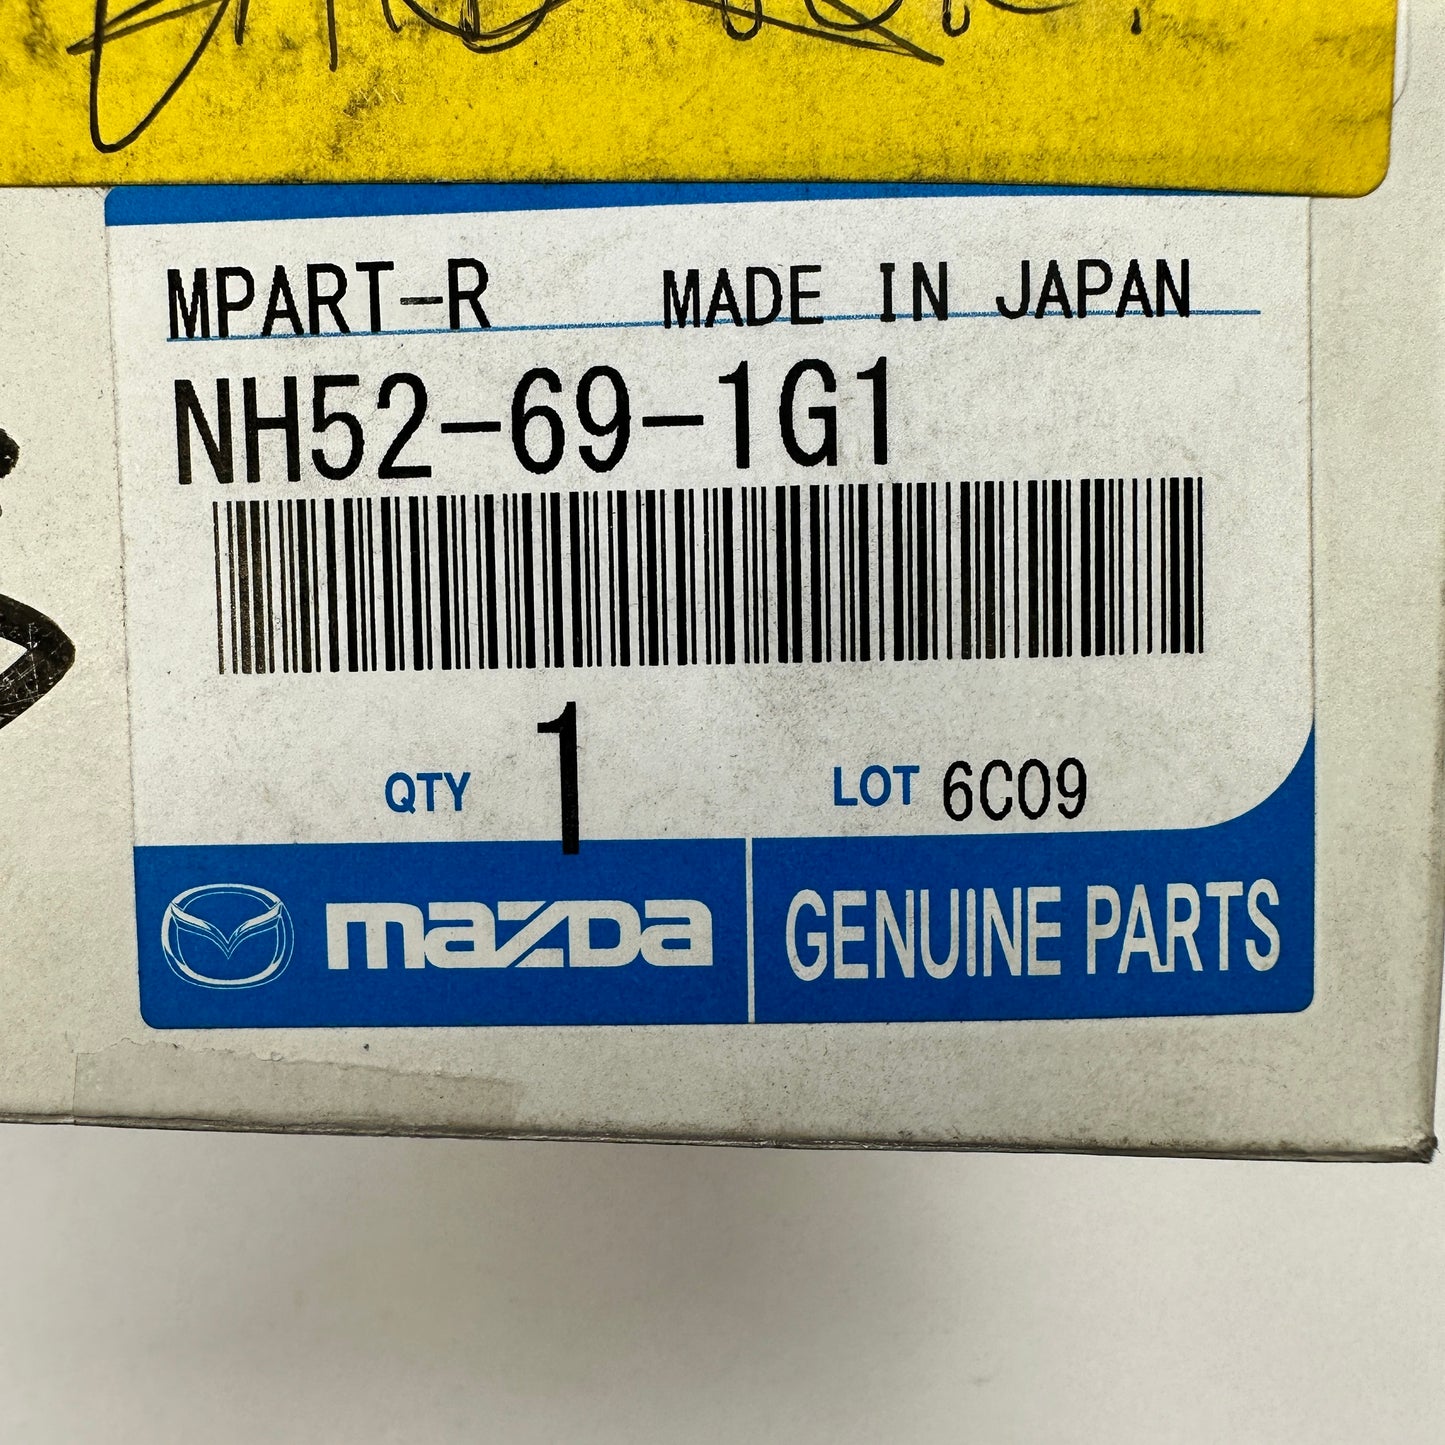 MPART-R MADE IN JAPAN
NH52-69-1G1
QTY 1 LOT 6C09
mazda GENUINE PARTS